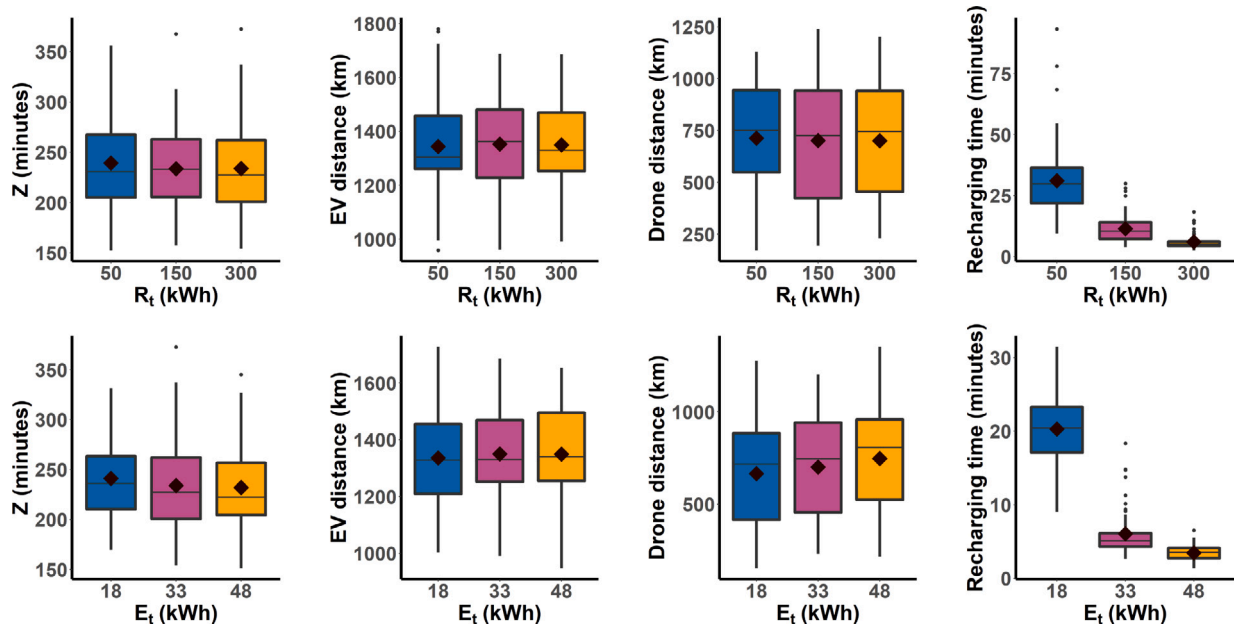 Z (minutes)
350
300
250
200
150
50 150 300
Rt (kWh)
EV distance (km)
1800
1600
1400
1200
1000
50 150 300
Rt (kWh)
Drone distance (km)
1250
1000
750
500
250
50 150 300
Rt (kWh)
Recharging time (minutes)
75
50
25
0
50 150 300
Rt (kWh)
Z (minutes)
350
300
250
200
150
18 33 48
Et (kWh)
EV distance (km)
1600
1400
1200
1000
18 33 48
Et (kWh)
Drone distance (km)
1000
500
18 33 48
Et (kWh)
Recharging time (minutes)
30
20
10
0
18 33 48
Et (kWh)